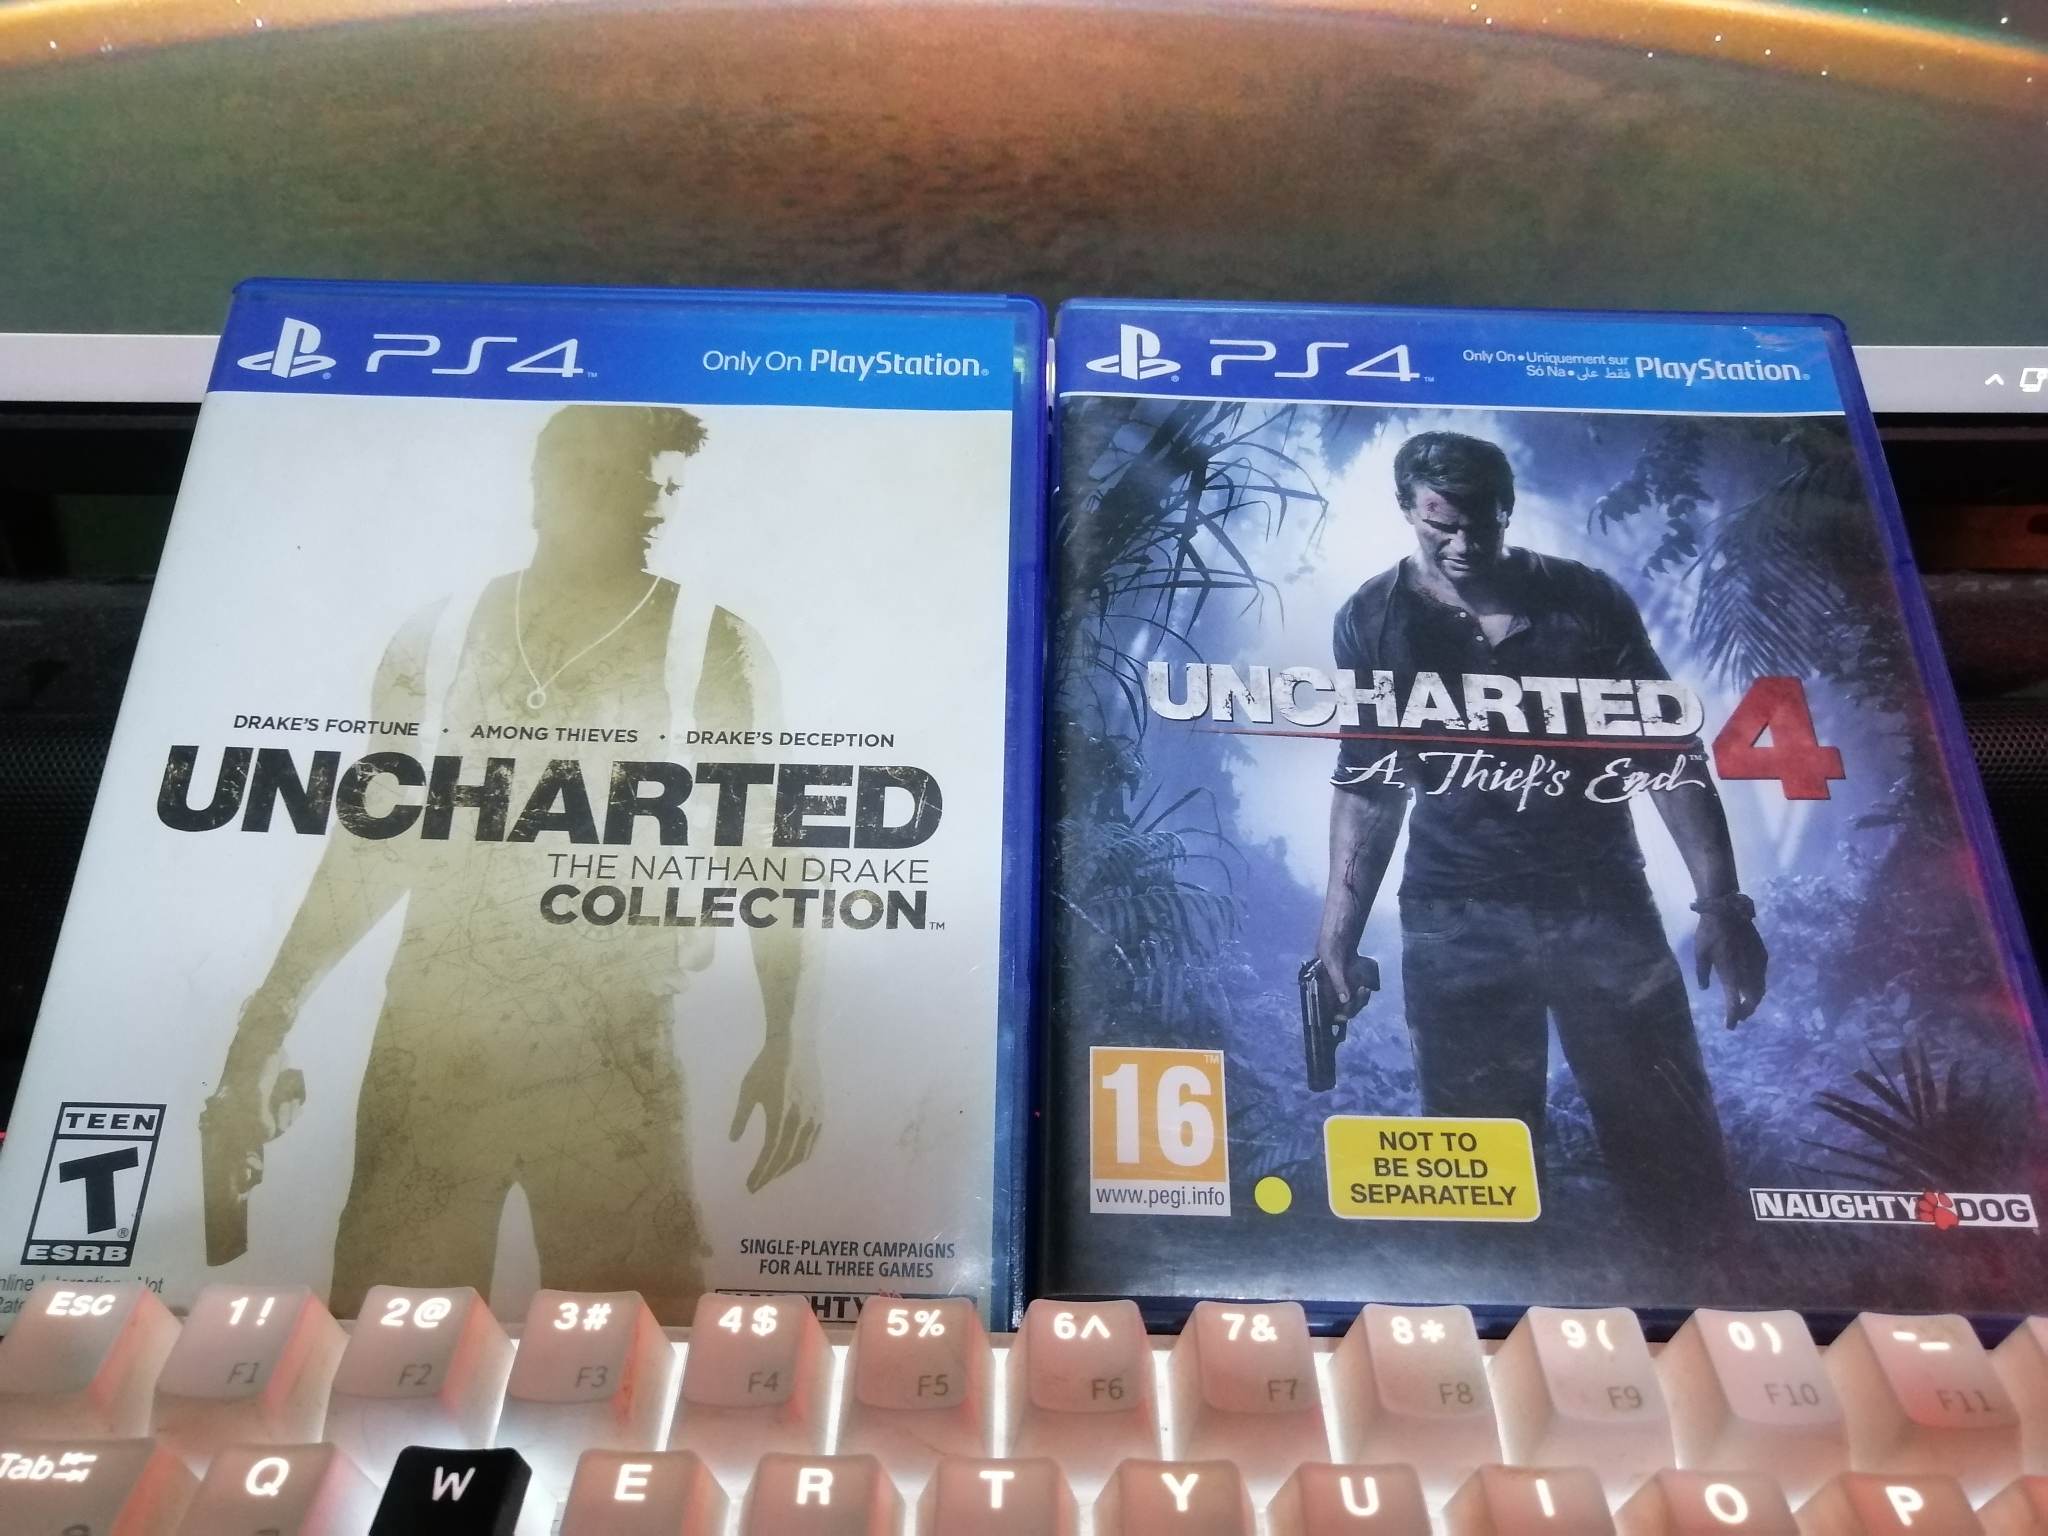 PS4
Only On PlayStation
DRAKE'S FORTUNE • AMONG THIEVES • DRAKE'S DECEPTION
UNCHARTED
THE NATHAN DRAKE
COLLECTION™
TEEN
T
ESRB
SINGLE-PLAYER CAMPAIGNS
FOR ALL THREE GAMES
PS4™
Only On • Uniquement sur
Só Na • فقط على
PlayStation
UNCHARTED 4
A Thief's End™
16
www.pegi.info
NOT TO
BE SOLD
SEPARATELY
NAUGHTY DOG
Esc 1! 2@ 3# 4$ 5% 6^ 7& 8* 9( 0) -_
F1 F2 F3 F4 F5 F6 F7 F8 F9 F10 F11
Tab Q W E R T Y U I O P